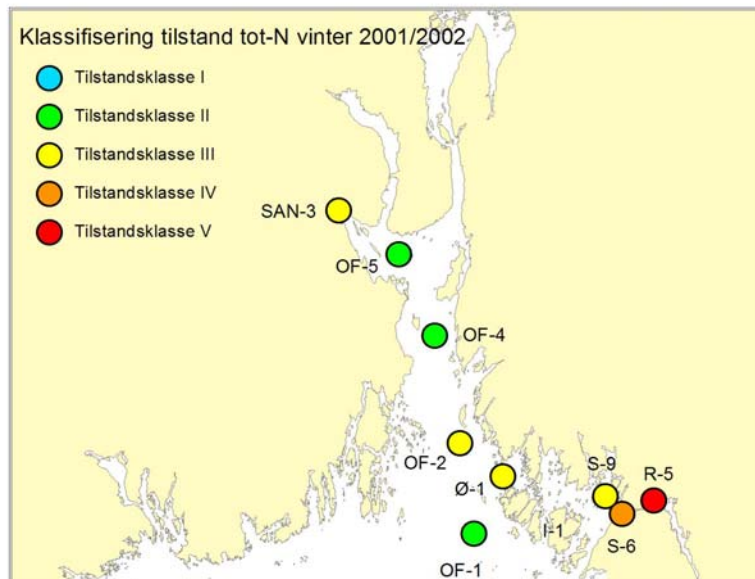 Klassifisering tilstand tot-N vinter 2001/2002
Tilstandsklasse I
Tilstandsklasse II
Tilstandsklasse III
Tilstandsklasse IV
Tilstandsklasse V
SAN-3
OF-5
OF-4
OF-2
Ø-1
S-9
R-5
I-1
S-6
OF-1